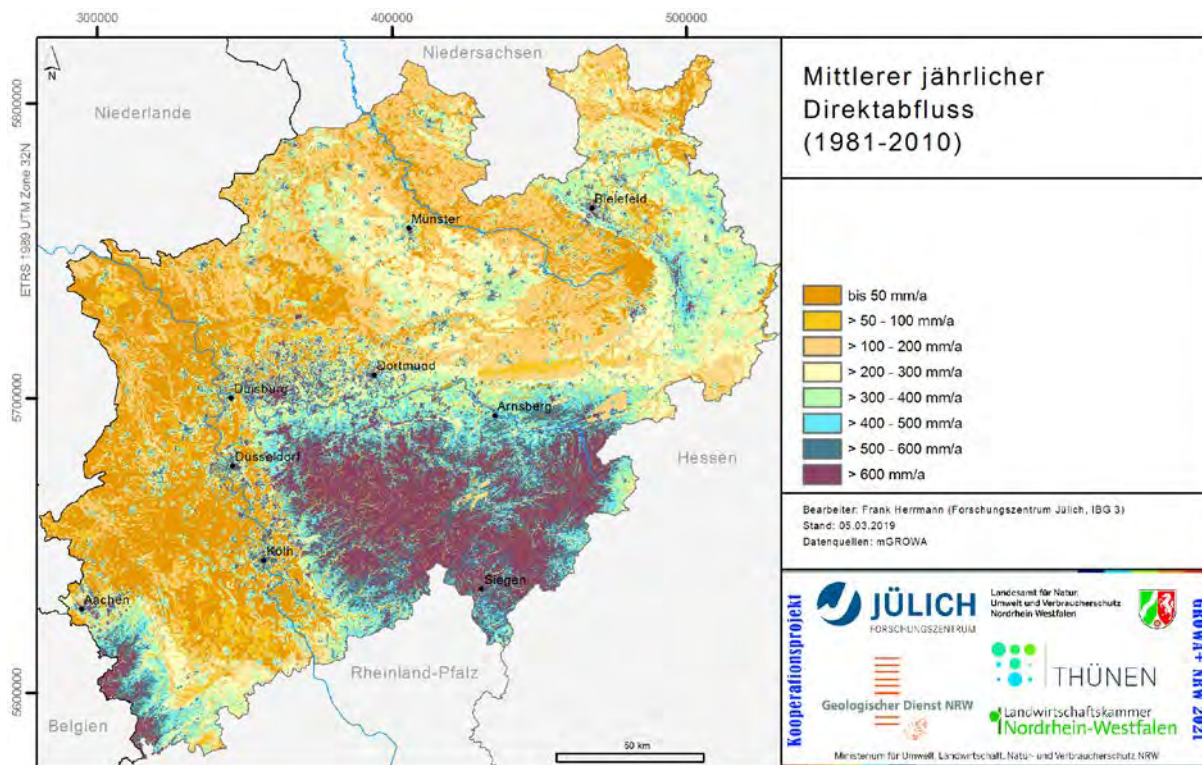 300000
400000
500000
5800000
5700000
5600000
ETRS 1989 UTM Zone 32N
N
Niedersachsen
Niederlande
Bielefeld
Münster
Dortmund
Duisburg
Arnsberg
Düsseldorf
Hessen
Köln
Siegen
Aachen
Rheinland-Pfalz
Belgien
50 km
Mittlerer jährlicher
Direktabfluss
(1981-2010)
bis 50 mm/a
> 50 - 100 mm/a
> 100 - 200 mm/a
> 200 - 300 mm/a
> 300 - 400 mm/a
> 400 - 500 mm/a
> 500 - 600 mm/a
> 600 mm/a
Bearbeiter: Frank Herrmann (Forschungszentrum Jülich, IBG 3)
Stand: 05.03.2019
Datenquellen: mGROWA
Kooperationsprojekt
JÜLICH
FORSCHUNGSZENTRUM
Landesamt für Natur,
Umwelt und Verbraucherschutz
Nordrhein-Westfalen
GROWA+ NRW 2021
THÜNEN
Geologischer Dienst NRW
Landwirtschaftskammer
Nordrhein-Westfalen
Ministerium für Umwelt, Landwirtschaft, Natur- und Verbraucherschutz NRW